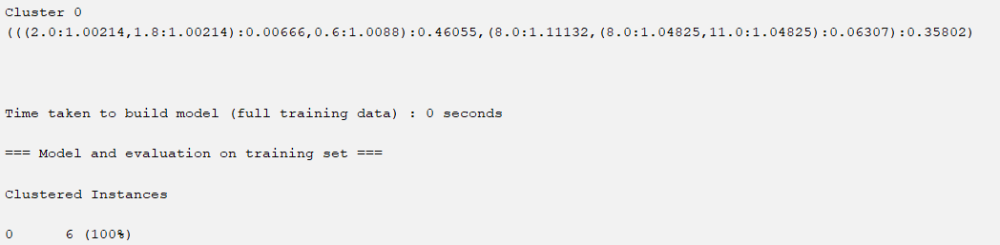 Cluster 0
(((2.0:1.00214,1.8:1.00214):0.00666,0.6:1.0088):0.46055,(8.0:1.11132,(8.0:1.04825,11.0:1.04825):0.06307):0.35802)
Time taken to build model (full training data) : 0 seconds
=== Model and evaluation on training set ===
Clustered Instances
0      6 (100%)